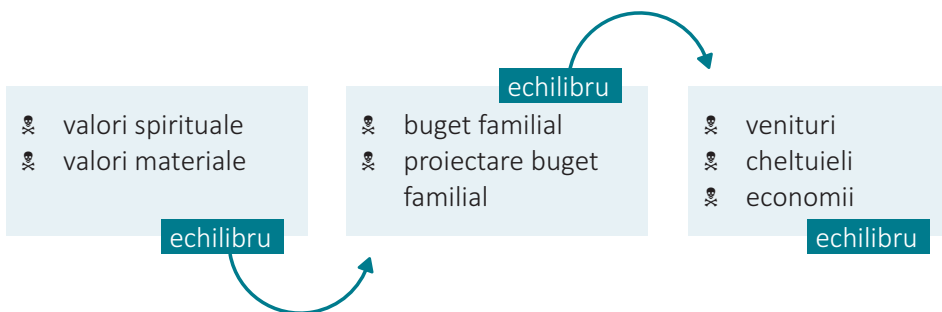 valori spirituale
valori materiale
echilibru
echilibru
buget familial
proiectare buget
familial
venituri
cheltuieli
economii
echilibru